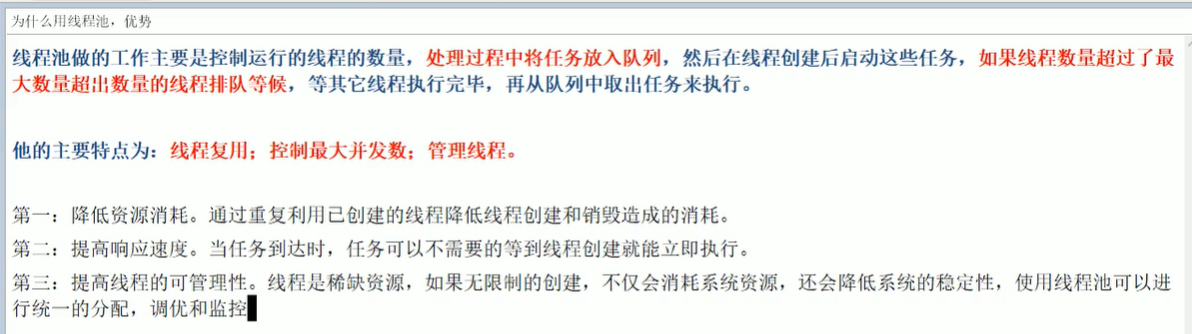 为什么用线程池，优势
线程池做的工作主要是控制运行的线程的数量，处理过程中将任务放入队列，然后在线程创建后启动这些任务，如果线程数量超过了最
大数量超出数量的线程排队等候，等其它线程执行完毕，再从队列中取出任务来执行。
他的主要特点为：线程复用；控制最大并发数；管理线程。
第一：降低资源消耗。通过重复利用已创建的线程降低线程创建和销毁造成的消耗。
第二：提高响应速度。当任务到达时，任务可以不需要的等到线程创建就能立即执行。
第三：提高线程的可管理性。线程是稀缺资源，如果无限制的创建，不仅会消耗系统资源，还会降低系统的稳定性，使用线程池可以进
行统一的分配，调优和监控